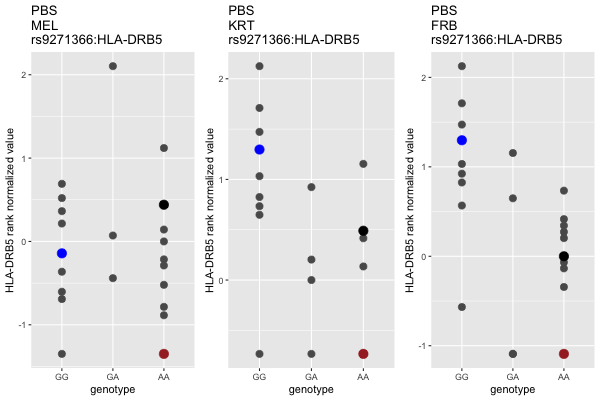 PBS
MEL
rs9271366:HLA-DRB5
HLA-DRB5 rank normalized value
2
1
0
-1
GG GA AA
genotype
PBS
KRT
rs9271366:HLA-DRB5
HLA-DRB5 rank normalized value
2
1
0
GG GA AA
genotype
PBS
FRB
rs9271366:HLA-DRB5
HLA-DRB5 rank normalized value
2
1
0
-1
GG GA AA
genotype